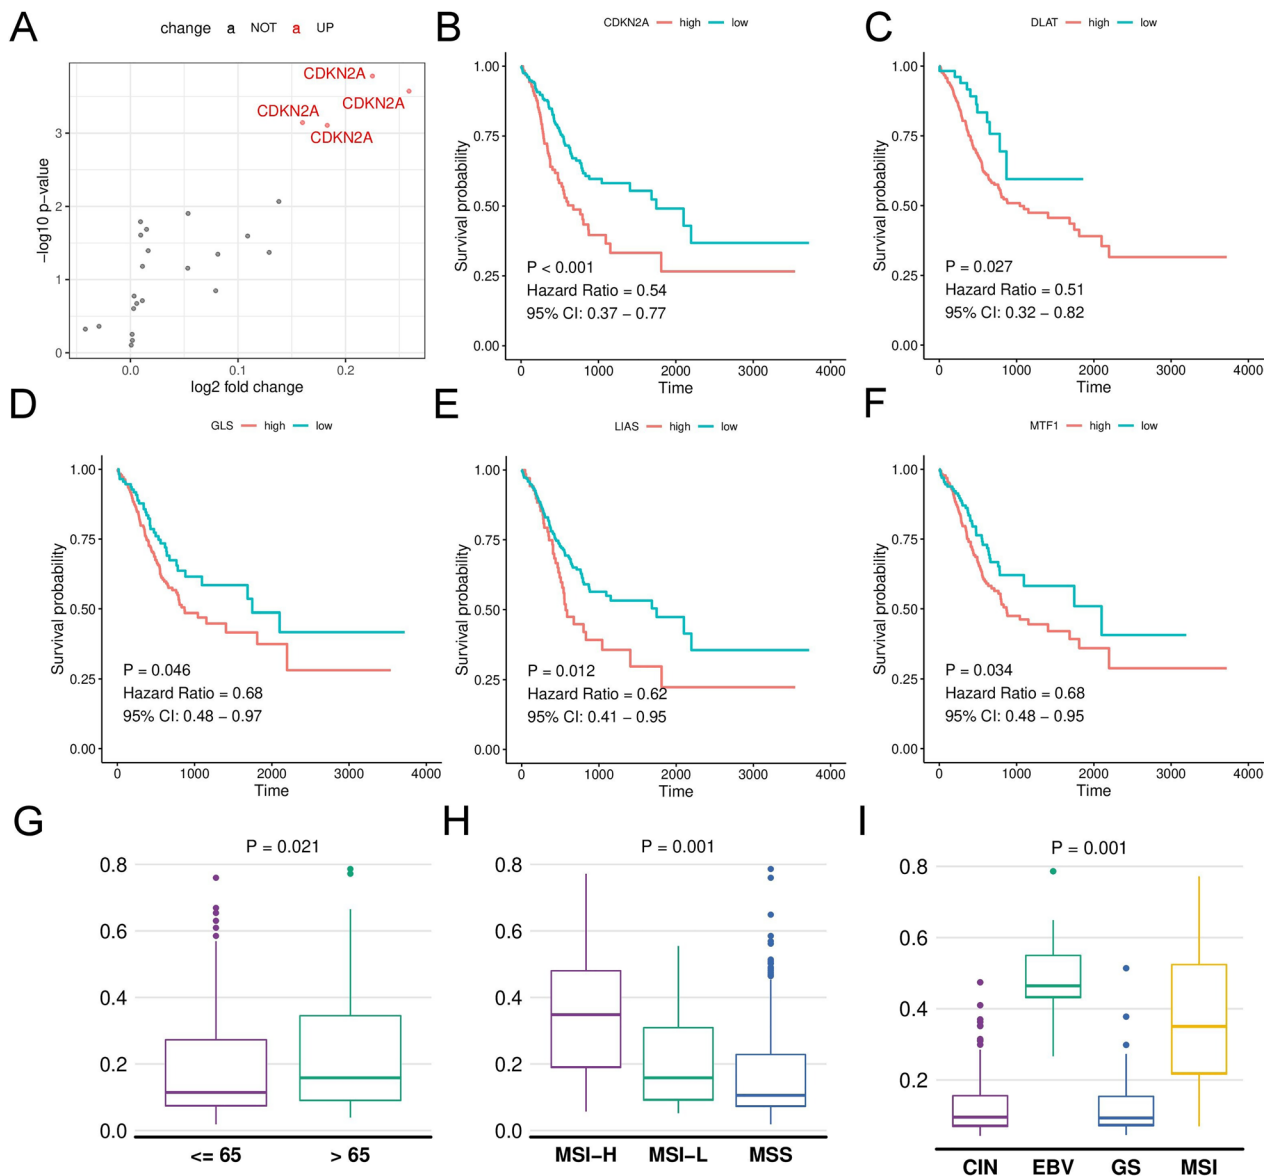 A
change a NOT a UP
CDKN2A
CDKN2A
CDKN2A
CDKN2A
3
2
1
0
0.0 0.1 0.2
−log10 p−value
log2 fold change
B
CDKN2A high low
1.00
0.75
0.50
0.25
0.00
Survival probability
P < 0.001
Hazard Ratio = 0.54
95% CI: 0.37 − 0.77
0 1000 2000 3000 4000
Time
C
DLAT high low
1.00
0.75
0.50
0.25
0.00
Survival probability
P = 0.027
Hazard Ratio = 0.51
95% CI: 0.32 − 0.82
0 1000 2000 3000 4000
Time
D
GLS high low
1.00
0.75
0.50
0.25
0.00
Survival probability
P = 0.046
Hazard Ratio = 0.68
95% CI: 0.48 − 0.97
0 1000 2000 3000 4000
Time
E
LIAS high low
1.00
0.75
0.50
0.25
0.00
Survival probability
P = 0.012
Hazard Ratio = 0.62
95% CI: 0.41 − 0.95
0 1000 2000 3000 4000
Time
F
MTF1 high low
1.00
0.75
0.50
0.25
0.00
Survival probability
P = 0.034
Hazard Ratio = 0.68
95% CI: 0.48 − 0.95
0 1000 2000 3000 4000
Time
G
P = 0.021
0.8
0.6
0.4
0.2
0.0
<= 65 > 65
H
P = 0.001
0.8
0.6
0.4
0.2
0.0
MSI−H MSI−L MSS
I
P = 0.001
0.8
0.6
0.4
0.2
CIN EBV GS MSI